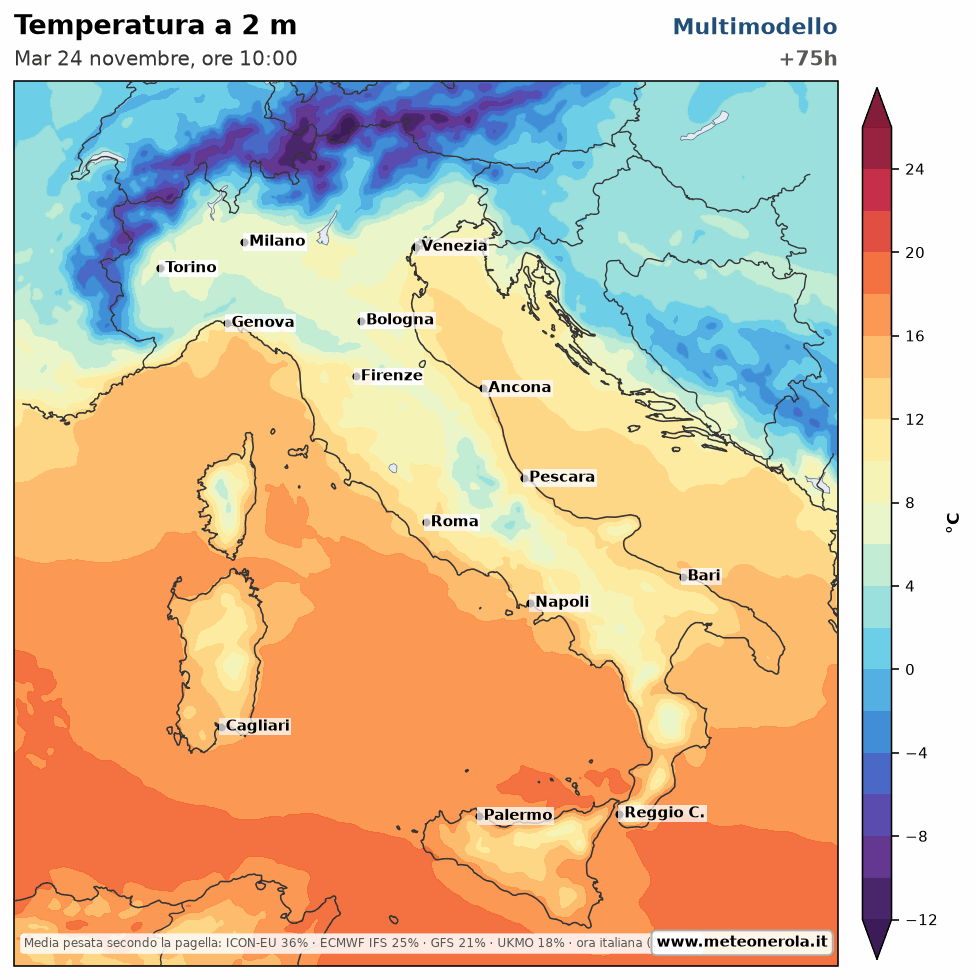 Temperatura a 2 m
Multimodello
Mar 24 novembre, ore 10:00
+75h
Milano
Venezia
Torino
Genova
Bologna
Firenze
Ancona
Pescara
Roma
Bari
Napoli
Cagliari
Palermo
Reggio C.
24
20
16
12
8
4
0
−4
−8
−12
°C
Media pesata secondo la pagella: ICON-EU 36% · ECMWF IFS 25% · GFS 21% · UKMO 18% · ora italiana (
www.meteonerola.it